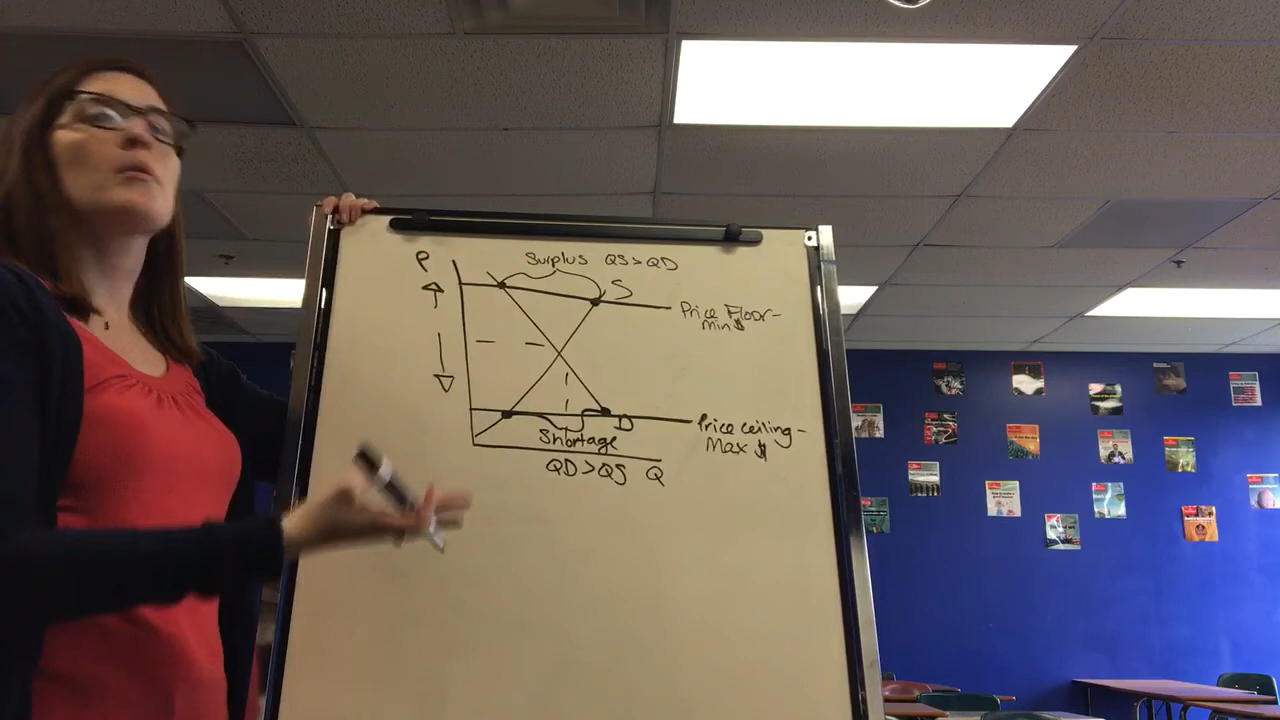 P
Surplus QS>QD
S
Price Floor-
Min $
D
Price ceiling-
Max $
Shortage
QD>QS Q